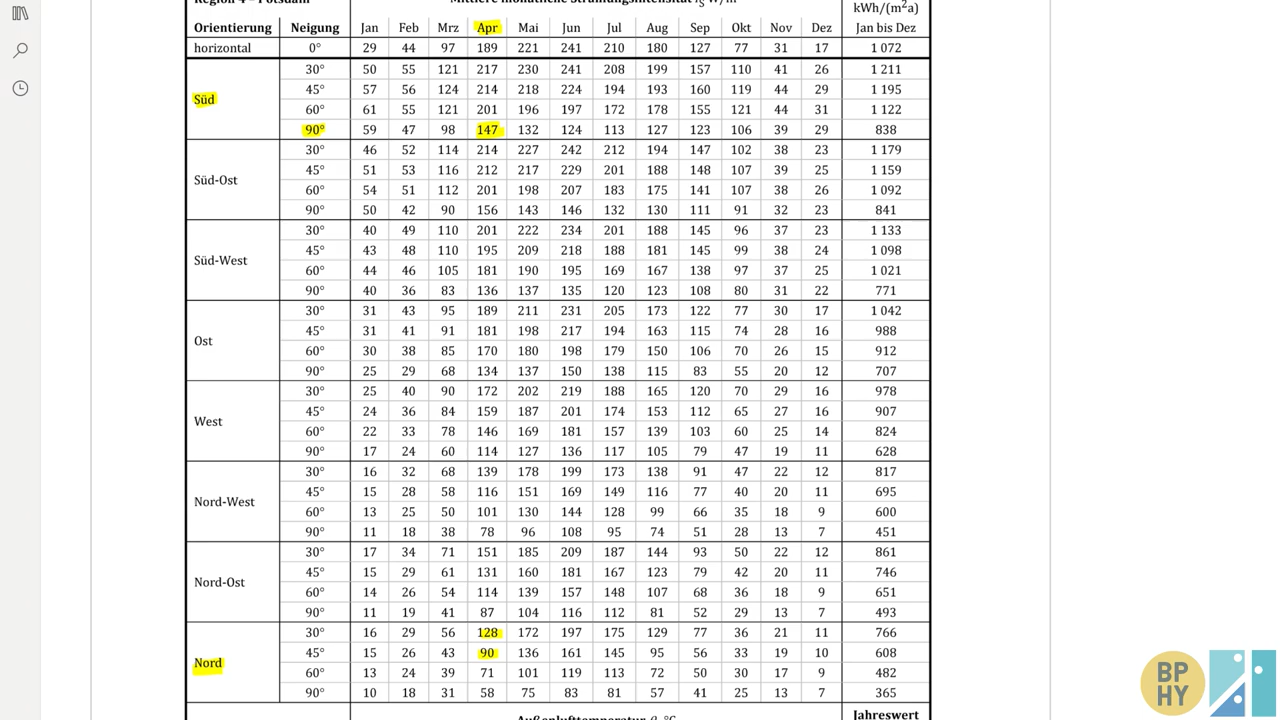 Region 4 – Potsdam Mittlere monatliche Strahlungsintensität I_S W/m²
kWh/(m²a)
Orientierung Neigung Jan Feb Mrz Apr Mai Jun Jul Aug Sep Okt Nov Dez Jan bis Dez
horizontal 0° 29 44 97 189 221 241 210 180 127 77 31 17 1 072
30° 50 55 121 217 230 241 208 199 157 110 41 26 1 211
45° 57 56 124 214 218 224 194 193 160 119 44 29 1 195
Süd
60° 61 55 121 201 196 197 172 178 155 121 44 31 1 122
90° 59 47 98 147 132 124 113 127 123 106 39 29 838
30° 46 52 114 214 227 242 212 194 147 102 38 23 1 179
45° 51 53 116 212 217 229 201 188 148 107 39 25 1 159
Süd-Ost
60° 54 51 112 201 198 207 183 175 141 107 38 26 1 092
90° 50 42 90 156 143 146 132 130 111 91 32 23 841
30° 40 49 110 201 222 234 201 188 145 96 37 23 1 133
45° 43 48 110 195 209 218 188 181 145 99 38 24 1 098
Süd-West
60° 44 46 105 181 190 195 169 167 138 97 37 25 1 021
90° 40 36 83 136 137 135 120 123 108 80 31 22 771
30° 31 43 95 189 211 231 205 173 122 77 30 17 1 042
45° 31 41 91 181 198 217 194 163 115 74 28 16 988
Ost
60° 30 38 85 170 180 198 179 150 106 70 26 15 912
90° 25 29 68 134 137 150 138 115 83 55 20 12 707
30° 25 40 90 172 202 219 188 165 120 70 29 16 978
45° 24 36 84 159 187 201 174 153 112 65 27 16 907
West
60° 22 33 78 146 169 181 157 139 103 60 25 14 824
90° 17 24 60 114 127 136 117 105 79 47 19 11 628
30° 16 32 68 139 178 199 173 138 91 47 22 12 817
45° 15 28 58 116 151 169 149 116 77 40 20 11 695
Nord-West
60° 13 25 50 101 130 144 128 99 66 35 18 9 600
90° 11 18 38 78 96 108 95 74 51 28 13 7 451
30° 17 34 71 151 185 209 187 144 93 50 22 12 861
45° 15 29 61 131 160 181 167 123 79 42 20 11 746
Nord-Ost
60° 14 26 54 114 139 157 148 107 68 36 18 9 651
90° 11 19 41 87 104 116 112 81 52 29 13 7 493
30° 16 29 56 128 172 197 175 129 77 36 21 11 766
45° 15 26 43 90 136 161 145 95 56 33 19 10 608
Nord
60° 13 24 39 71 101 119 113 72 50 30 17 9 482
90° 10 18 31 58 75 83 81 57 41 25 13 7 365
Außenlufttemperatur θ °C Jahreswert
BP
HY